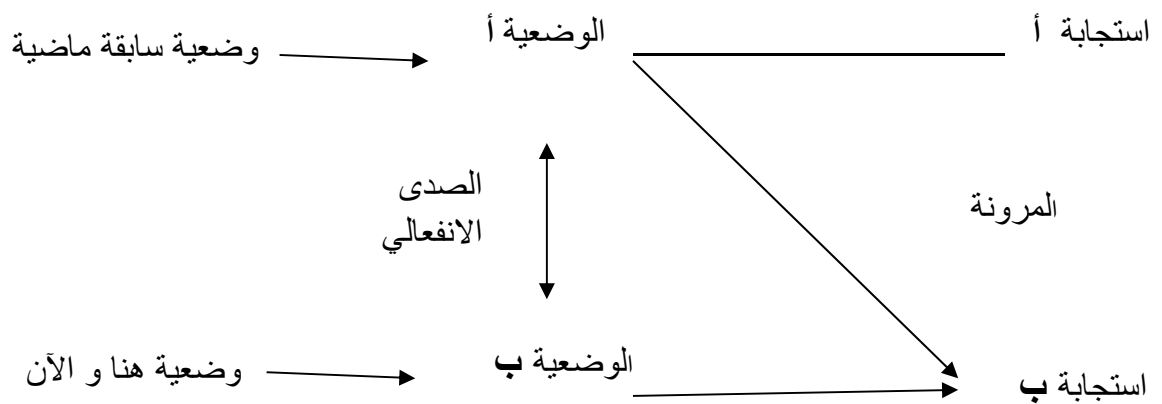 استجابة أ
الوضعية أ
وضعية سابقة ماضية
المرونة
الصدى
الانفعالي
استجابة ب
الوضعية ب
وضعية هنا و الآن